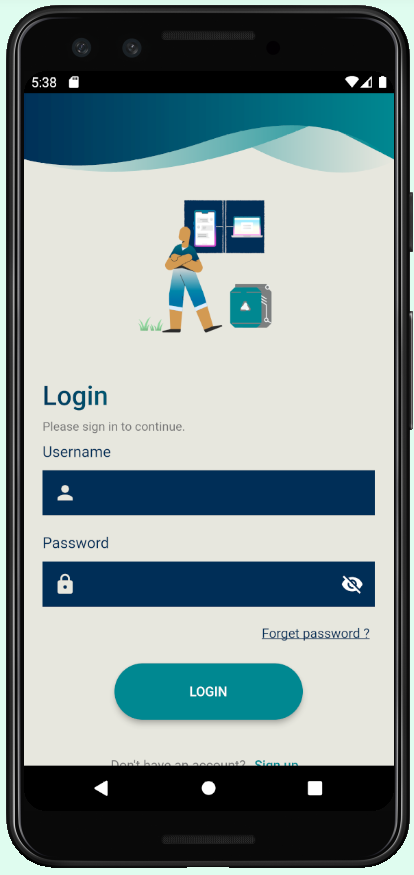 5:38
Login
Please sign in to continue.
Username
Password
Forget password ?
LOGIN
Don't have an account? Sign up